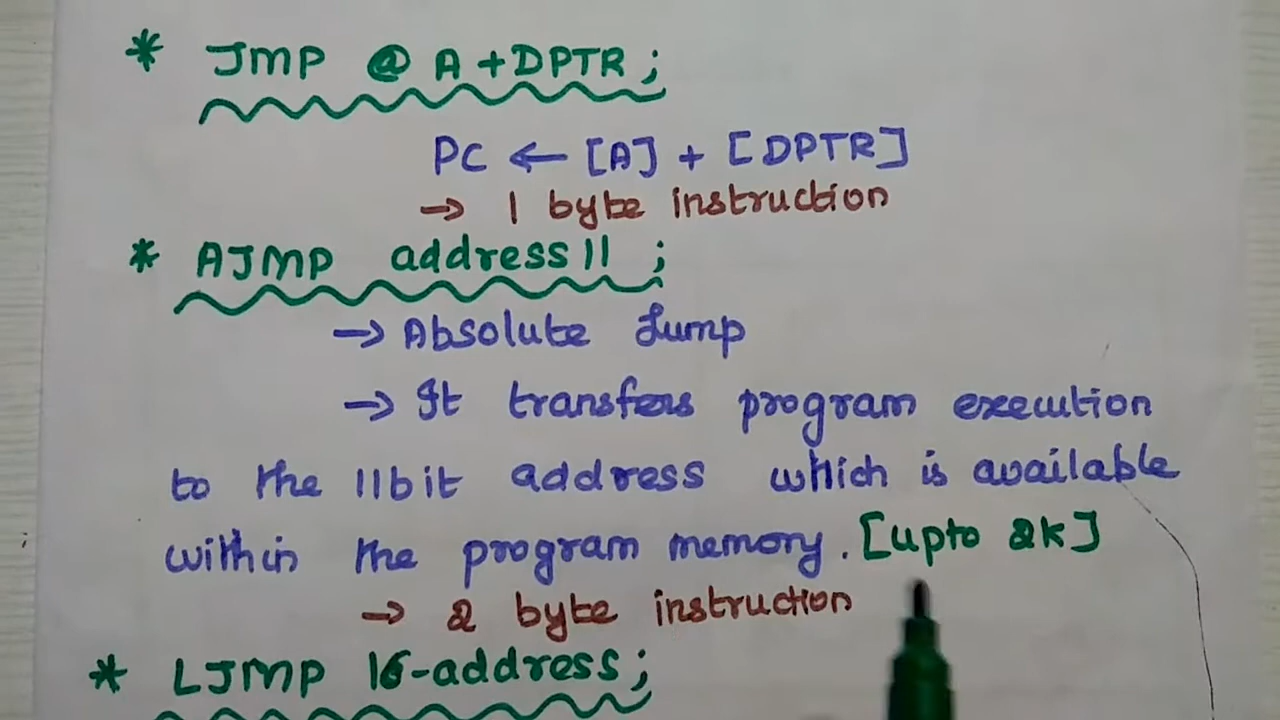 * JMP @ A+DPTR ;
PC ← [A] + [DPTR]
→ 1 byte instruction
* AJMP address11 ;
→ Absolute Jump
→ It transfers program execution
to the 11bit address which is available
within the program memory. [upto 2K]
→ 2 byte instruction
* LJMP 16-address;